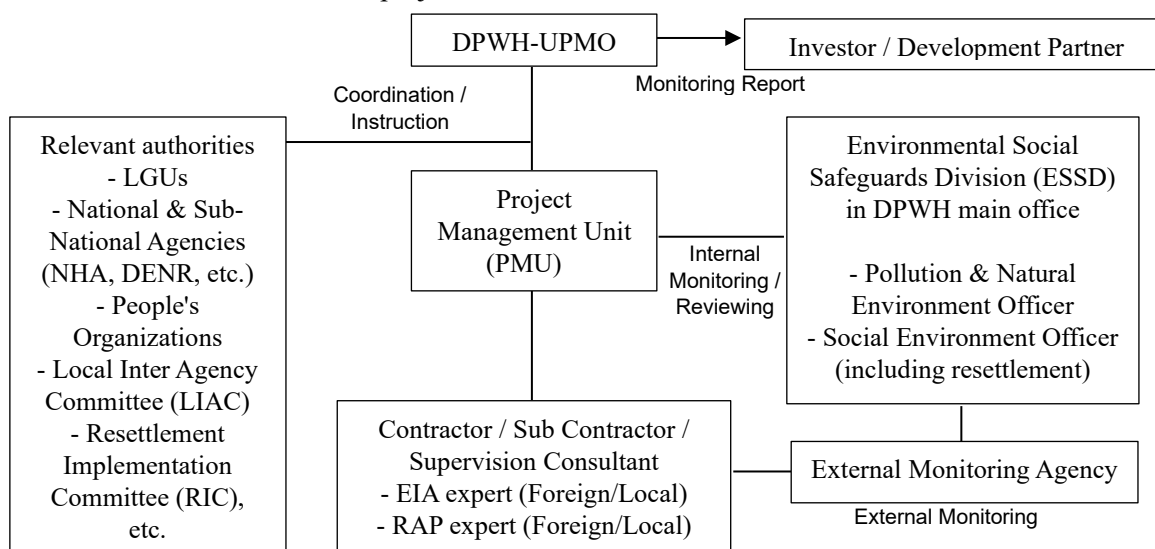 DPWH-UPMO
Investor / Development Partner
Monitoring Report
Coordination /
Instruction
Relevant authorities
- LGUs
- National & Sub-
National Agencies
(NHA, DENR, etc.)
- People's
Organizations
- Local Inter Agency
Committee (LIAC)
- Resettlement
Implementation
Committee (RIC),
etc.
Project
Management Unit
(PMU)
Internal
Monitoring /
Reviewing
Environmental Social
Safeguards Division (ESSD)
in DPWH main office
- Pollution & Natural
Environment Officer
- Social Environment Officer
(including resettlement)
Contractor / Sub Contractor /
Supervision Consultant
- EIA expert (Foreign/Local)
- RAP expert (Foreign/Local)
External Monitoring Agency
External Monitoring